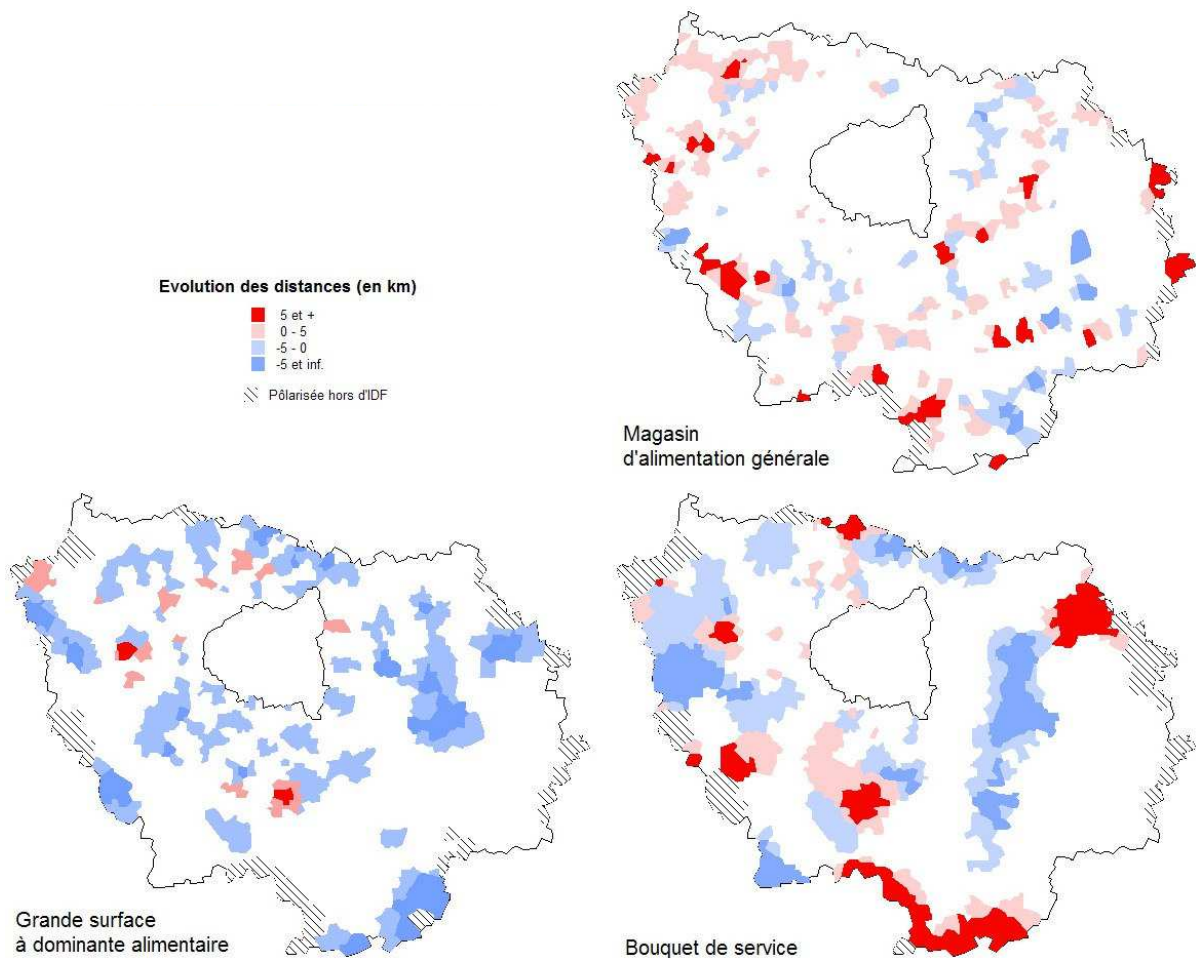 Evolution des distances (en km)
5 et +
0 - 5
-5 - 0
-5 et inf.
Pôlarisée hors d'IDF
Magasin
d'alimentation générale
Grande surface
à dominante alimentaire
Bouquet de service